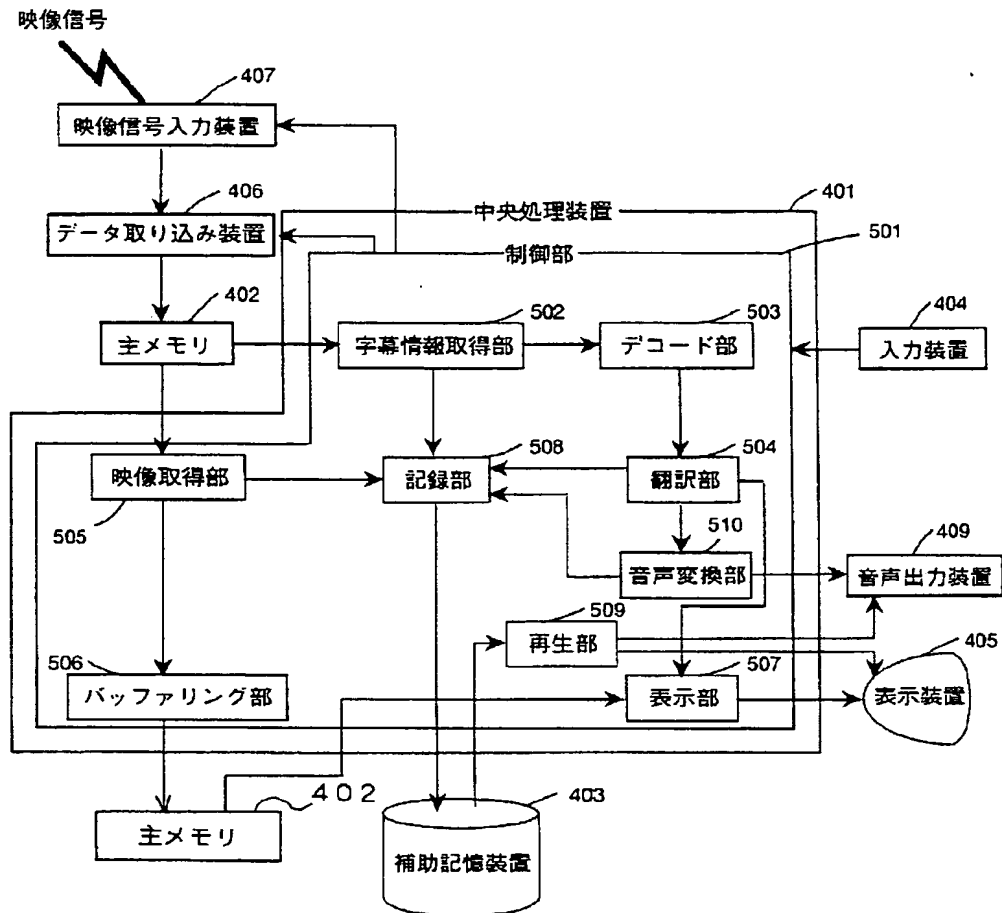 映像信号
407
映像信号入力装置
406
401
中央処理装置
データ取り込み装置
501
制御部
402
502
503
404
主メモリ
字幕情報取得部
デコード部
入力装置
508
504
映像取得部
記録部
翻訳部
505
510
409
音声変換部
音声出力装置
509
再生部
405
506
507
バッファリング部
表示部
表示装置
402
主メモリ
403
補助記憶装置